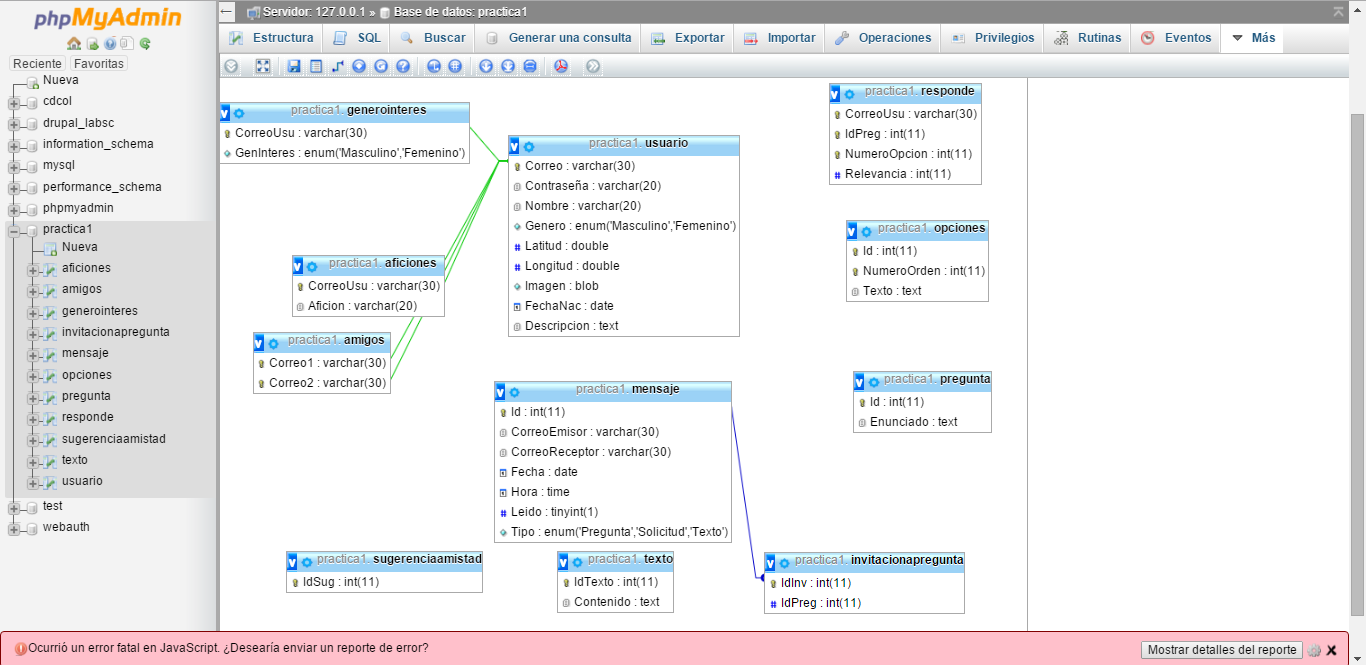 phpMyAdmin
Reciente Favoritas
Nueva
cdcol
drupal_labsc
information_schema
mysql
performance_schema
phpmyadmin
practica1
Nueva
aficiones
amigos
generointeres
invitacionapregunta
mensaje
opciones
pregunta
responde
sugerenciaamistad
texto
usuario
test
webauth
Servidor: 127.0.0.1 » Base de datos: practica1
Estructura SQL Buscar Generar una consulta Exportar Importar Operaciones Privilegios Rutinas Eventos Más
practica1. generointeres
CorreoUsu : varchar(30)
GenInteres : enum('Masculino','Femenino')
practica1. usuario
Correo : varchar(30)
Contraseña : varchar(20)
Nombre : varchar(20)
Genero : enum('Masculino','Femenino')
Latitud : double
Longitud : double
Imagen : blob
FechaNac : date
Descripcion : text
practica1. responde
CorreoUsu : varchar(30)
IdPreg : int(11)
NumeroOpcion : int(11)
Relevancia : int(11)
practica1. opciones
Id : int(11)
NumeroOrden : int(11)
Texto : text
practica1. aficiones
CorreoUsu : varchar(30)
Aficion : varchar(20)
practica1. amigos
Correo1 : varchar(30)
Correo2 : varchar(30)
practica1. mensaje
Id : int(11)
CorreoEmisor : varchar(30)
CorreoReceptor : varchar(30)
Fecha : date
Hora : time
Leido : tinyint(1)
Tipo : enum('Pregunta','Solicitud','Texto')
practica1. pregunta
Id : int(11)
Enunciado : text
practica1. sugerenciaamistad
IdSug : int(11)
practica1. texto
IdTexto : int(11)
Contenido : text
practica1. invitacionapregunta
IdInv : int(11)
IdPreg : int(11)
Ocurrió un error fatal en JavaScript. ¿Desearía enviar un reporte de error?
Mostrar detalles del reporte